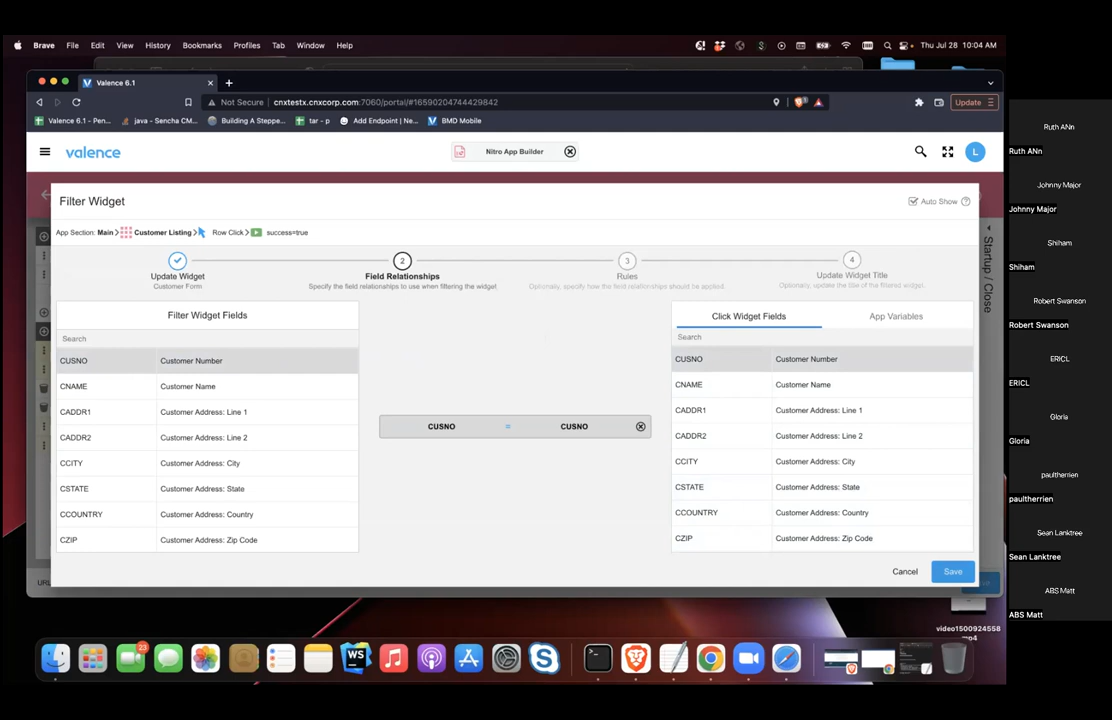 Brave File Edit View History Bookmarks Profiles Tab Window Help Thu Jul 28 10:04 AM
Valence 6.1
Not Secure cnxtestx.cnxcorp.com:7060/portal/#16590204744429842 Update
Valence 6.1 - Pen... java - Sencha CM... Building A Steppe... tar - p Add Endpoint | Ne... BMD Mobile
valence Nitro App Builder L
Filter Widget Auto Show
App Section: Main Customer Listing Row Click success=true
2 3 4
Update Widget Field Relationships Rules Update Widget Title
Customer Form Specify the field relationships to use when filtering the widget. Optionally, specify how the field relationships should be applied. Optionally, update the title of the filtered widget.
Filter Widget Fields
Search
CUSNO Customer Number
CNAME Customer Name
CADDR1 Customer Address: Line 1
CADDR2 Customer Address: Line 2
CCITY Customer Address: City
CSTATE Customer Address: State
CCOUNTRY Customer Address: Country
CZIP Customer Address: Zip Code
CUSNO = CUSNO
Click Widget Fields App Variables
Search
CUSNO Customer Number
CNAME Customer Name
CADDR1 Customer Address: Line 1
CADDR2 Customer Address: Line 2
CCITY Customer Address: City
CSTATE Customer Address: State
CCOUNTRY Customer Address: Country
CZIP Customer Address: Zip Code
Cancel Save
Startup / Close
URL
video1500924558
mp4
23
WS
Ruth ANn
Ruth ANn
Johnny Major
Johnny Major
Shiham
Shiham
Robert Swanson
Robert Swanson
ERICL
ERICL
Gloria
Gloria
paultherrien
paultherrien
Sean Lanktree
Sean Lanktree
ABS Matt
ABS Matt